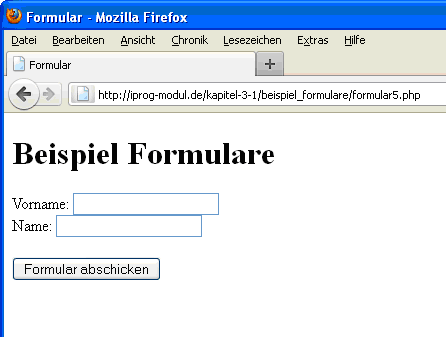 Formular - Mozilla Firefox
Datei Bearbeiten Ansicht Chronik Lesezeichen Extras Hilfe
Formular
http://iprog-modul.de/kapitel-3-1/beispiel_formulare/formular5.php
Beispiel Formulare
Vorname:
Name:
Formular abschicken